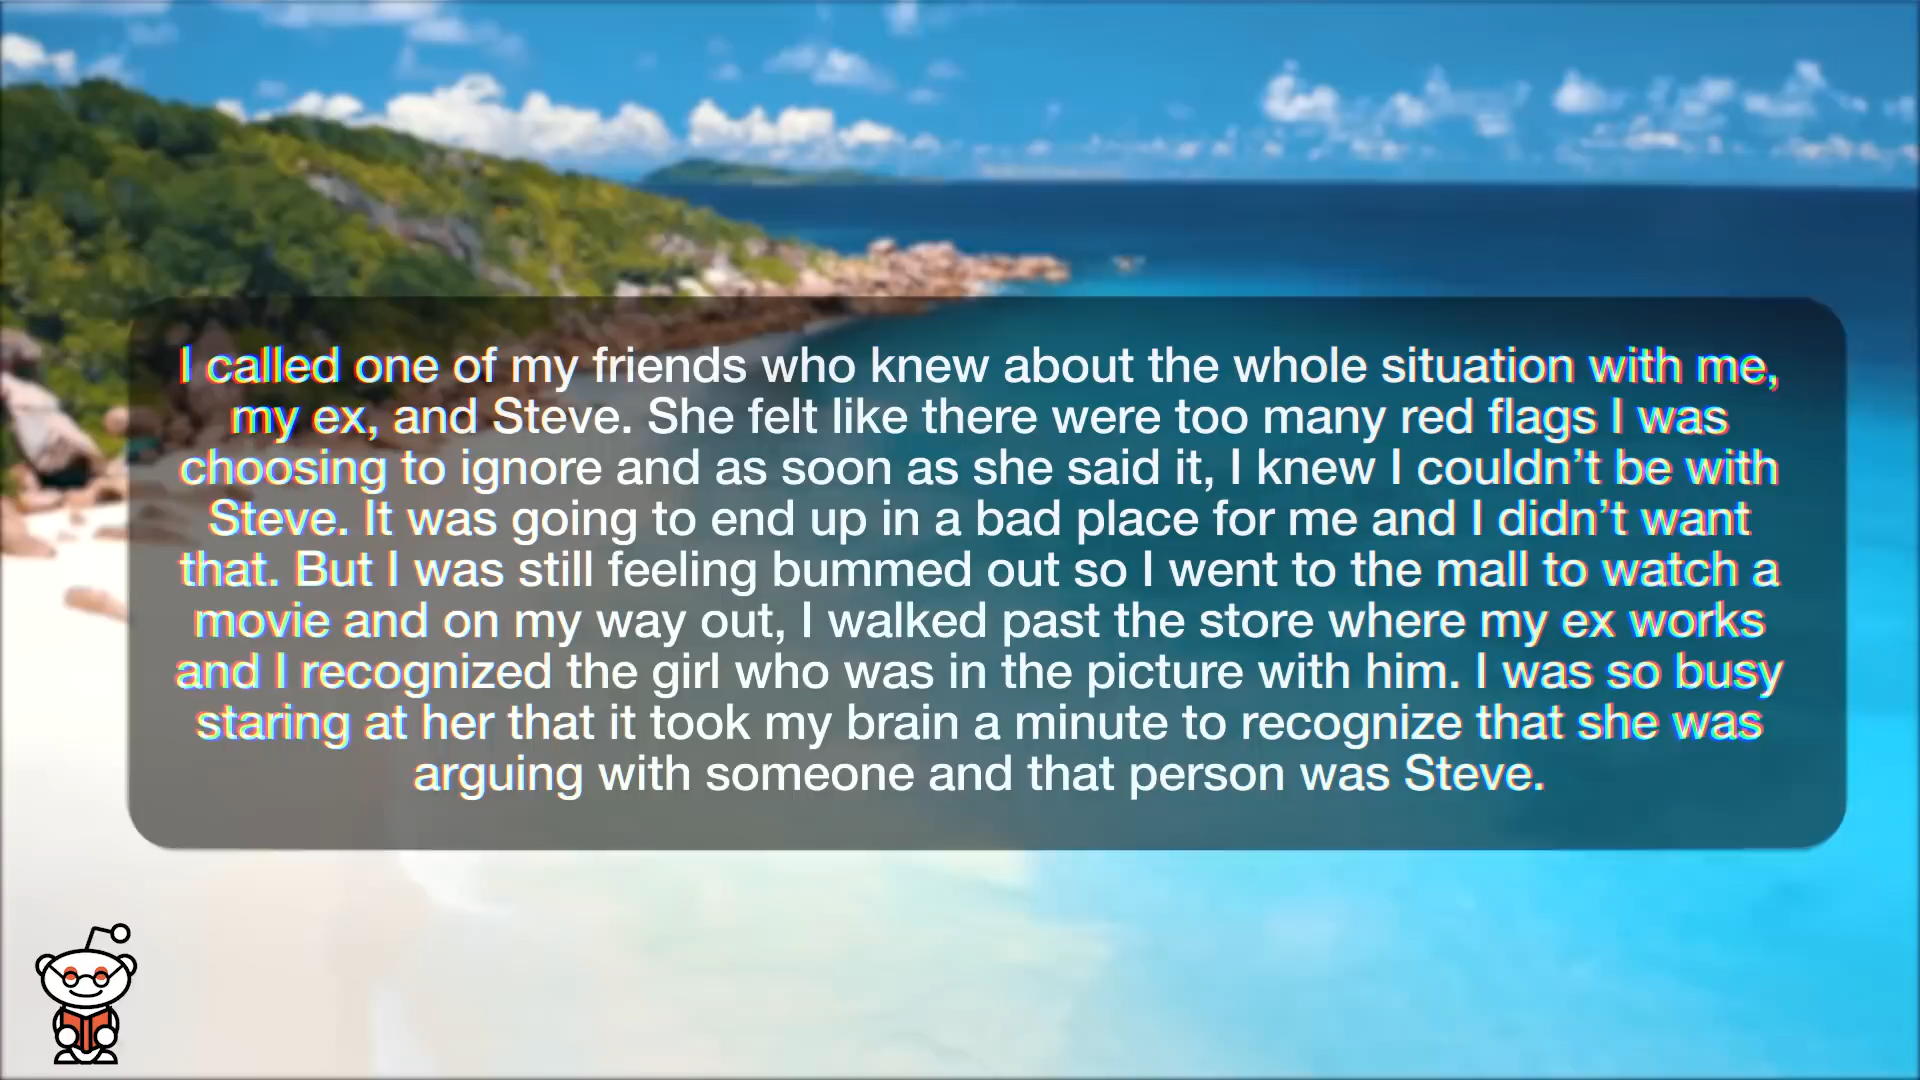 I called one of my friends who knew about the whole situation with me,
my ex, and Steve. She felt like there were too many red flags I was
choosing to ignore and as soon as she said it, I knew I couldn’t be with
Steve. It was going to end up in a bad place for me and I didn’t want
that. But I was still feeling bummed out so I went to the mall to watch a
movie and on my way out, I walked past the store where my ex works
and I recognized the girl who was in the picture with him. I was so busy
staring at her that it took my brain a minute to recognize that she was
arguing with someone and that person was Steve.